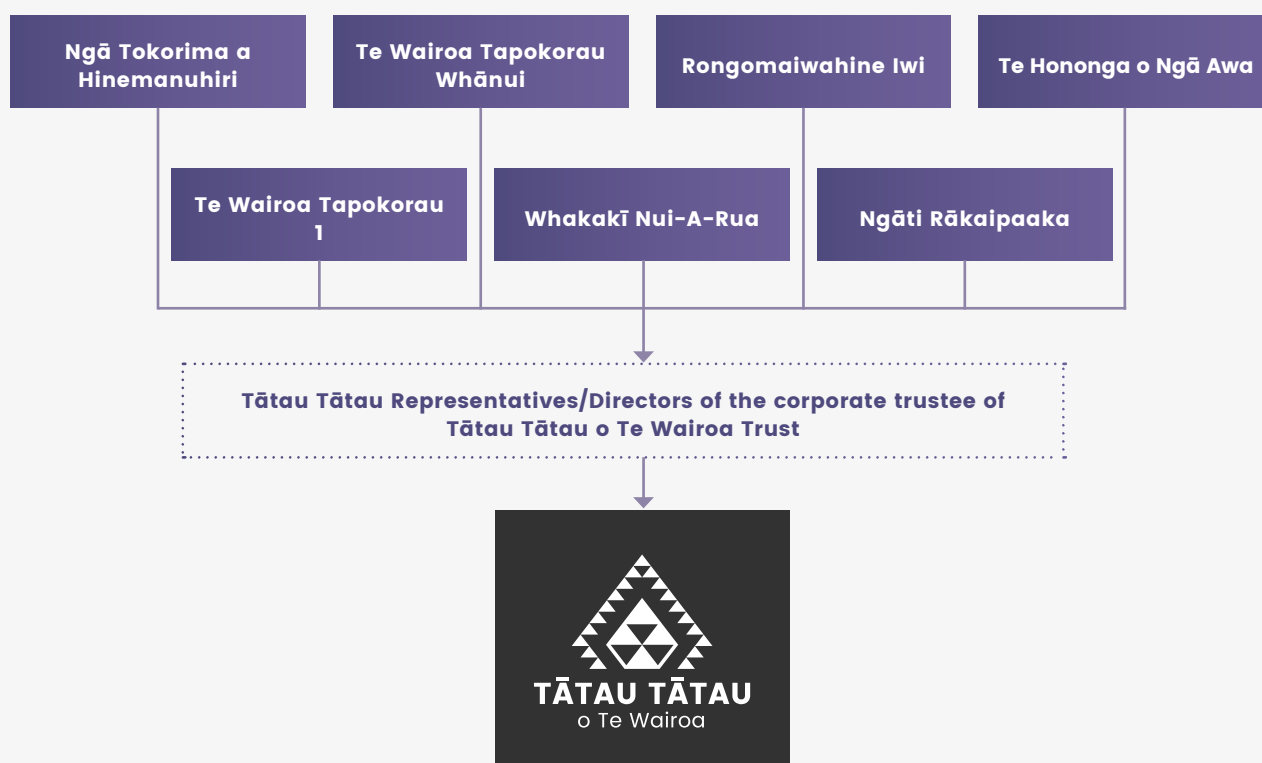 Ngā Tokorima a
Hinemanuhiri
Te Wairoa Tapokorau
Whānui
Rongomaiwahine Iwi
Te Hononga o Ngā Awa
Te Wairoa Tapokorau
1
Whakakī Nui-A-Rua
Ngāti Rākaipaaka
Tātau Tātau Representatives/Directors of the corporate trustee of
Tātau Tātau o Te Wairoa Trust
TĀTAU TĀTAU
o Te Wairoa